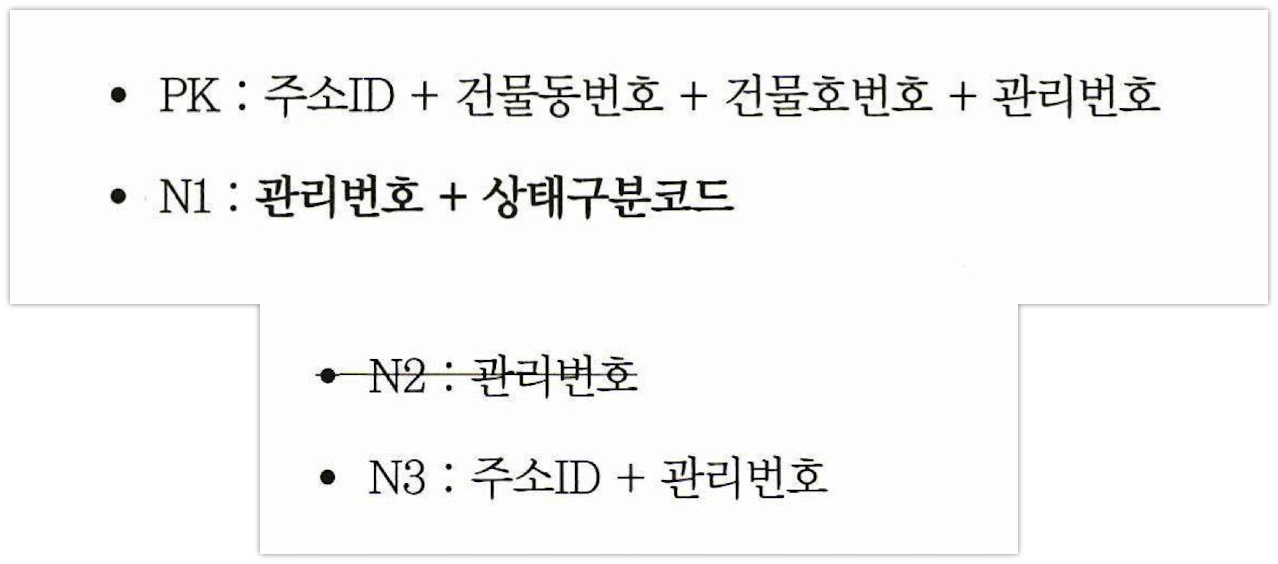 • PK : 주소ID + 건물동번호 + 건물호번호 + 관리번호
• N1 : 관리번호 + 상태구분코드
• N2 : 관리번호
• N3 : 주소ID + 관리번호